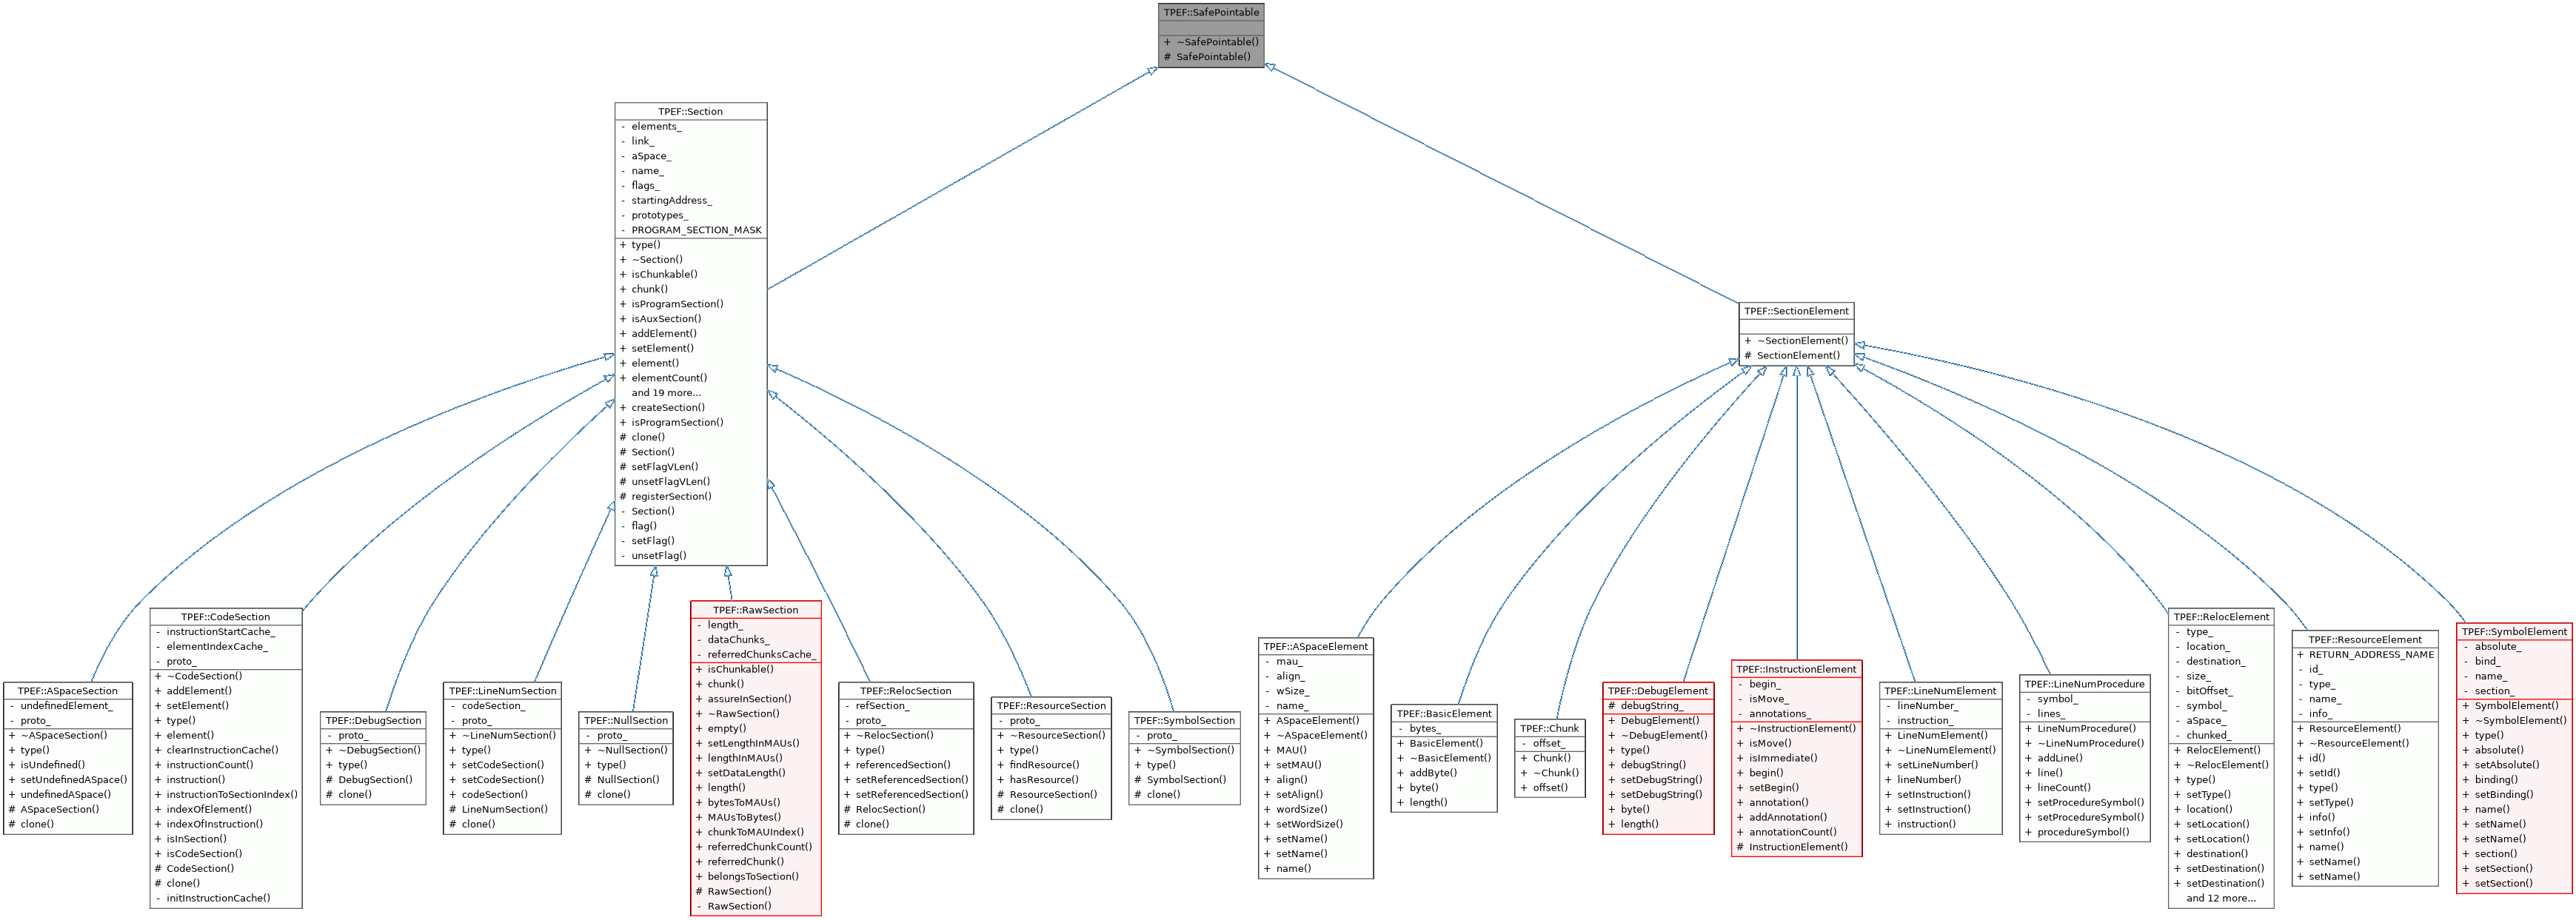 TPEF::SafePointable
+ ~SafePointable()
# SafePointable()
TPEF::Section
- elements_
- link_
- aSpace_
- name_
- flags_
- startingAddress_
- prototypes_
- PROGRAM_SECTION_MASK
+ type()
+ ~Section()
+ isChunkable()
+ chunk()
+ isProgramSection()
+ isAuxSection()
+ addElement()
+ setElement()
+ element()
+ elementCount()
and 19 more...
+ createSection()
+ isProgramSection()
# clone()
# Section()
# setFlagVLen()
# unsetFlagVLen()
# registerSection()
- Section()
- flag()
- setFlag()
- unsetFlag()
TPEF::SectionElement
+ ~SectionElement()
# SectionElement()
TPEF::ASpaceSection
- undefinedElement_
- proto_
+ ~ASpaceSection()
+ type()
+ isUndefined()
+ setUndefinedASpace()
+ undefinedASpace()
# ASpaceSection()
# clone()
TPEF::CodeSection
- instructionStartCache_
- elementIndexCache_
- proto_
+ ~CodeSection()
+ addElement()
+ setElement()
+ type()
+ element()
+ clearInstructionCache()
+ instructionCount()
+ instruction()
+ instructionToSectionIndex()
+ indexOfElement()
+ indexOfInstruction()
+ isInSection()
+ isCodeSection()
# CodeSection()
# clone()
- initInstructionCache()
TPEF::DebugSection
- proto_
+ ~DebugSection()
+ type()
# DebugSection()
# clone()
TPEF::LineNumSection
- codeSection_
- proto_
+ ~LineNumSection()
+ type()
+ setCodeSection()
+ setCodeSection()
+ codeSection()
# LineNumSection()
# clone()
TPEF::NullSection
- proto_
+ ~NullSection()
+ type()
# NullSection()
# clone()
TPEF::RawSection
- length_
- dataChunks_
- referredChunksCache_
+ isChunkable()
+ chunk()
+ assureInSection()
+ ~RawSection()
+ empty()
+ setLengthInMAUs()
+ lengthInMAUs()
+ setDataLength()
+ length()
+ bytesToMAUs()
+ MAUsToBytes()
+ chunkToMAUIndex()
+ referredChunkCount()
+ referredChunk()
+ belongsToSection()
# RawSection()
- RawSection()
TPEF::RelocSection
- refSection_
- proto_
+ ~RelocSection()
+ type()
+ referencedSection()
+ setReferencedSection()
+ setReferencedSection()
# RelocSection()
# clone()
TPEF::ResourceSection
- proto_
+ ~ResourceSection()
+ type()
+ findResource()
+ hasResource()
# ResourceSection()
# clone()
TPEF::SymbolSection
- proto_
+ ~SymbolSection()
+ type()
# SymbolSection()
# clone()
TPEF::ASpaceElement
- mau_
- align_
- wSize_
- name_
+ ASpaceElement()
+ ~ASpaceElement()
+ MAU()
+ setMAU()
+ align()
+ setAlign()
+ wordSize()
+ setWordSize()
+ setName()
+ setName()
+ name()
TPEF::BasicElement
- bytes_
+ BasicElement()
+ ~BasicElement()
+ addByte()
+ byte()
+ length()
TPEF::Chunk
- offset_
+ Chunk()
+ ~Chunk()
+ offset()
TPEF::DebugElement
# debugString_
+ DebugElement()
+ ~DebugElement()
+ type()
+ debugString()
+ setDebugString()
+ setDebugString()
+ byte()
+ length()
TPEF::InstructionElement
- begin_
- isMove_
- annotations_
+ ~InstructionElement()
+ isMove()
+ isImmediate()
+ begin()
+ setBegin()
+ annotation()
+ addAnnotation()
+ annotationCount()
# InstructionElement()
TPEF::LineNumElement
- lineNumber_
- instruction_
+ LineNumElement()
+ ~LineNumElement()
+ setLineNumber()
+ lineNumber()
+ setInstruction()
+ setInstruction()
+ instruction()
TPEF::LineNumProcedure
- symbol_
- lines_
+ LineNumProcedure()
+ ~LineNumProcedure()
+ addLine()
+ line()
+ lineCount()
+ setProcedureSymbol()
+ setProcedureSymbol()
+ procedureSymbol()
TPEF::RelocElement
- type_
- location_
- destination_
- size_
- bitOffset_
- symbol_
- aSpace_
- chunked_
+ RelocElement()
+ ~RelocElement()
+ type()
+ setType()
+ location()
+ setLocation()
+ setLocation()
+ destination()
+ setDestination()
+ setDestination()
and 12 more...
TPEF::ResourceElement
+ RETURN_ADDRESS_NAME
- id_
- type_
- name_
- info_
+ ResourceElement()
+ ~ResourceElement()
+ id()
+ setId()
+ type()
+ setType()
+ info()
+ setInfo()
+ name()
+ setName()
+ setName()
TPEF::SymbolElement
- absolute_
- bind_
- name_
- section_
+ SymbolElement()
+ ~SymbolElement()
+ type()
+ absolute()
+ setAbsolute()
+ binding()
+ setBinding()
+ name()
+ setName()
+ setName()
+ section()
+ setSection()
+ setSection()